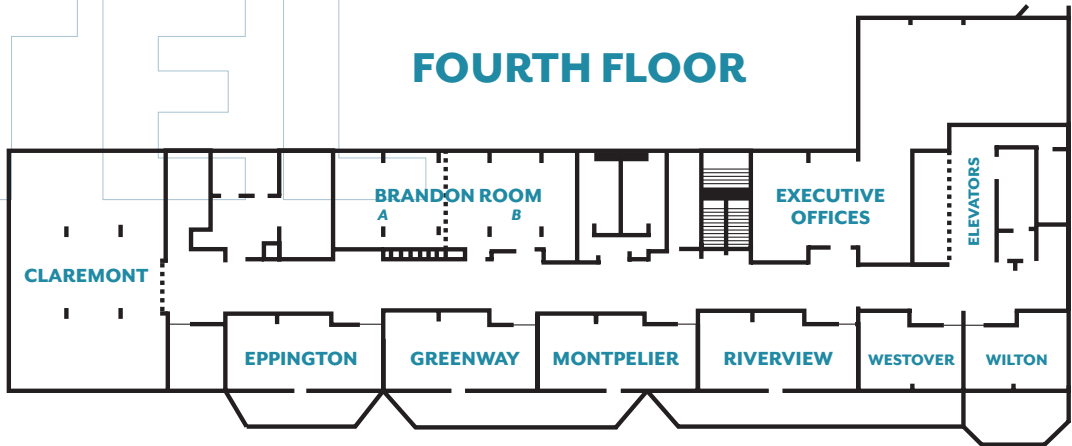 FOURTH FLOOR
BRANDON ROOM
A
B
EXECUTIVE
OFFICES
ELEVATORS
CLAREMONT
EPPINGTON
GREENWAY
MONTPELIER
RIVERVIEW
WESTOVER
WILTON